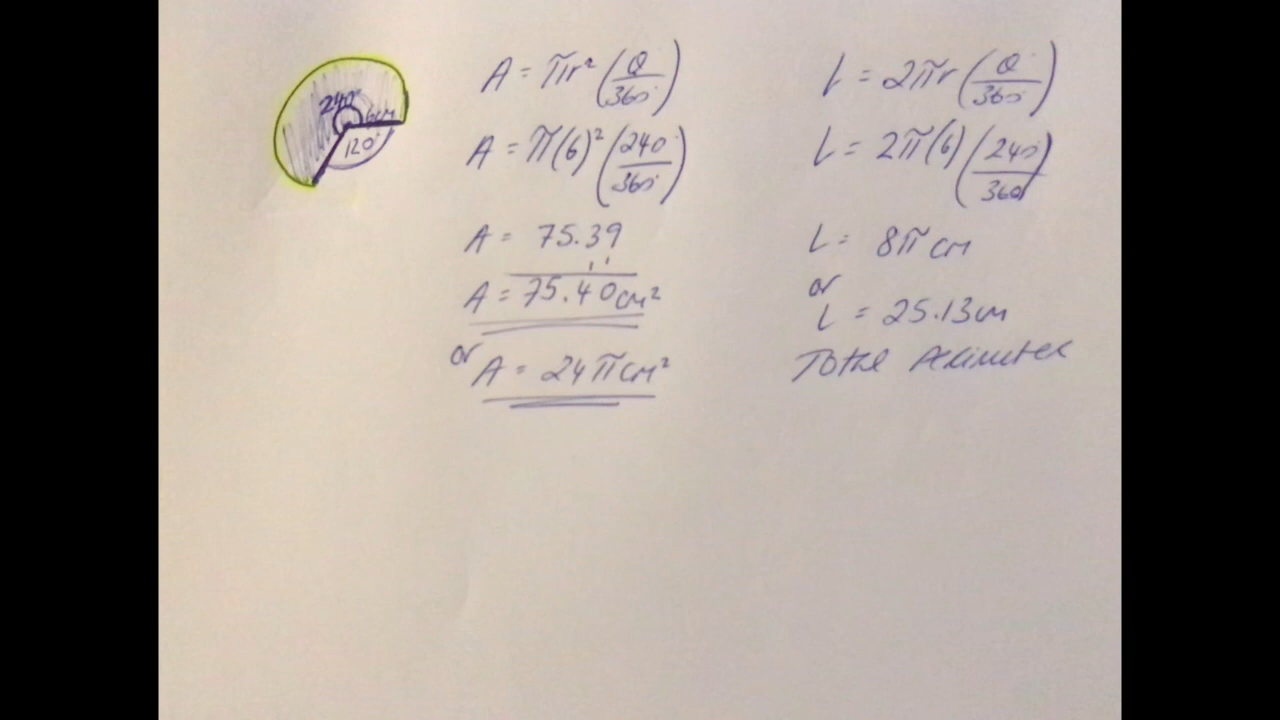 240°
6cm
120°
A = πr² (θ/360)
A = π(6)² (240/360)
A = 75.39
A = 75.40cm²
or A = 24πcm²
l = 2πr (θ/360)
l = 2π(6) (240/360)
L = 8π cm
or
L = 25.13cm
Total Perimeter